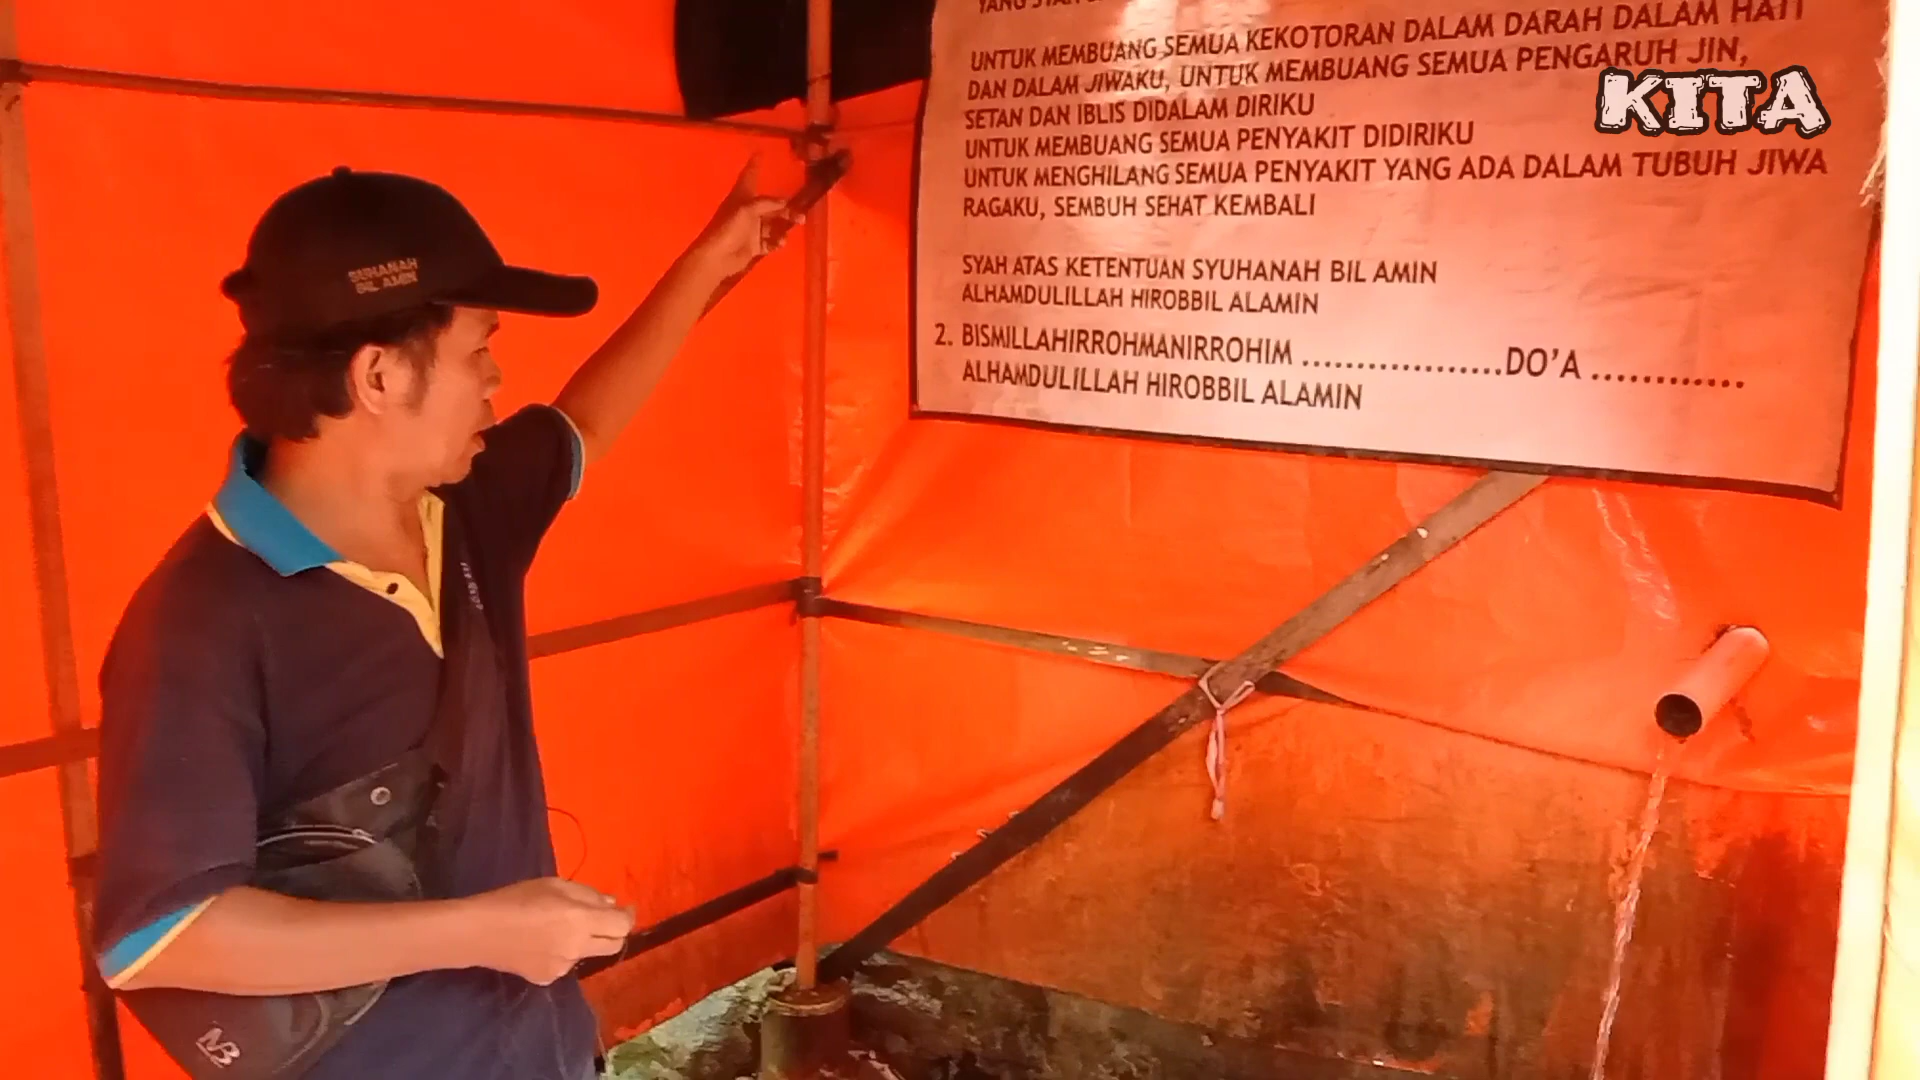 UNTUK MEMBUANG SEMUA KEKOTORAN DALAM DARAH DALAM HATI
DAN DALAM JIWAKU, UNTUK MEMBUANG SEMUA PENGARUH JIN,
SETAN DAN IBLIS DIDALAM DIRIKU
UNTUK MEMBUANG SEMUA PENYAKIT DIDIRIKU
UNTUK MENGHILANG SEMUA PENYAKIT YANG ADA DALAM TUBUH JIWA
RAGAKU, SEMBUH SEHAT KEMBALI
SYAH ATAS KETENTUAN SYUHANAH BIL AMIN
ALHAMDULILLAH HIROBBIL ALAMIN
2. BISMILLAHIRROHMANIRROHIM ..................DO'A .............
ALHAMDULILLAH HIROBBIL ALAMIN
KITA
BIL AMIN